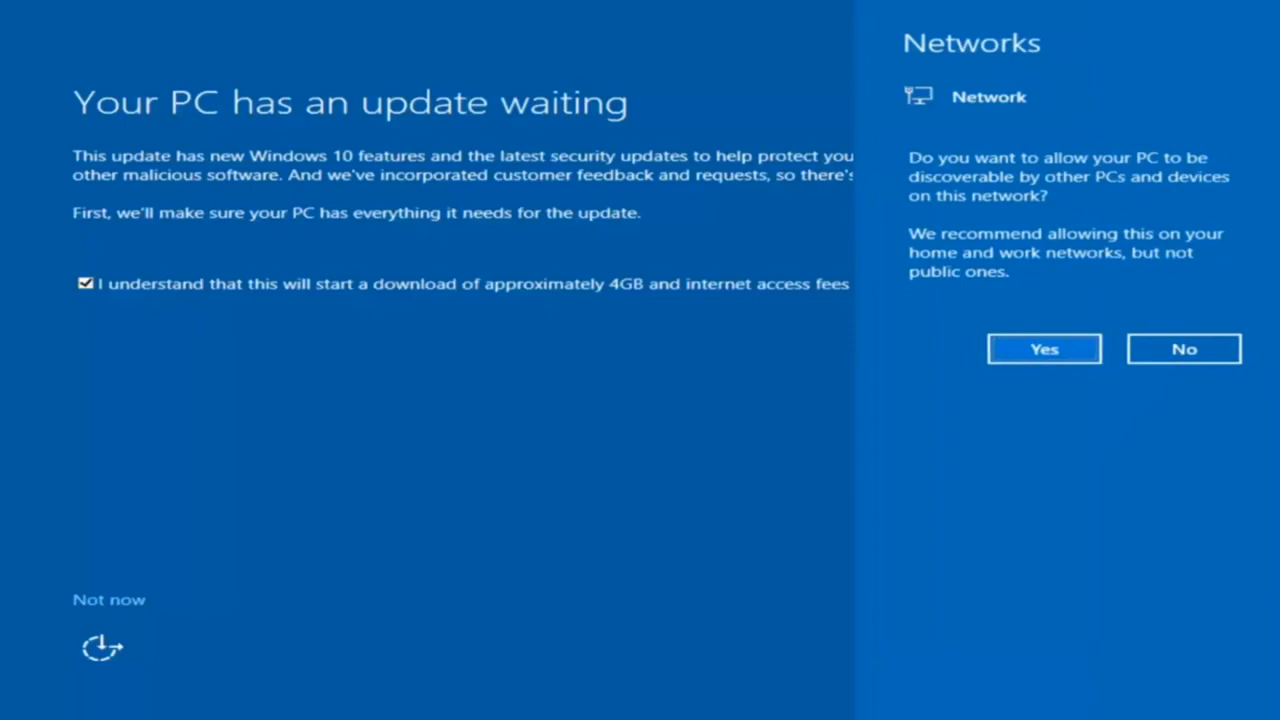 Your PC has an update waiting
This update has new Windows 10 features and the latest security updates to help protect you
other malicious software. And we've incorporated customer feedback and requests, so there's
First, we'll make sure your PC has everything it needs for the update.
I understand that this will start a download of approximately 4GB and internet access fees
Not now
Networks
Network
Do you want to allow your PC to be
discoverable by other PCs and devices
on this network?
We recommend allowing this on your
home and work networks, but not
public ones.
Yes
No